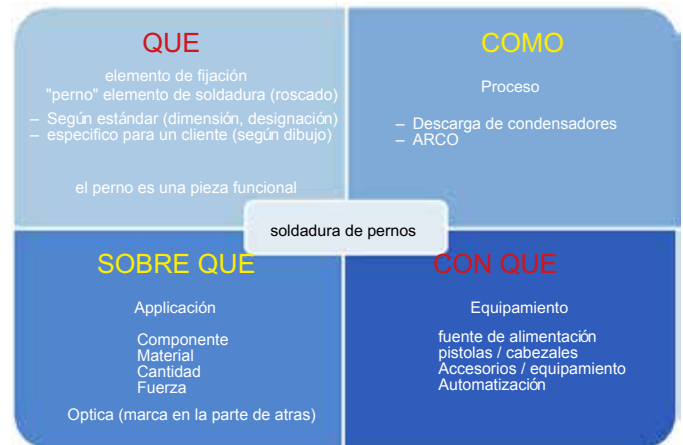 QUE
elemento de fijación
"perno" elemento de soldadura (roscado)
– Según estándar (dimensión, designación)
– especifico para un cliente (según dibujo)
el perno es una pieza funcional
COMO
Proceso
– Descarga de condensadores
– ARCO
soldadura de pernos
SOBRE QUE
Applicación
Componente
Material
Cantidad
Fuerza
Optica (marca en la parte de atras)
CON QUE
Equipamiento
fuente de alimentación
pistolas / cabezales
Accesorios / equipamiento
Automatización